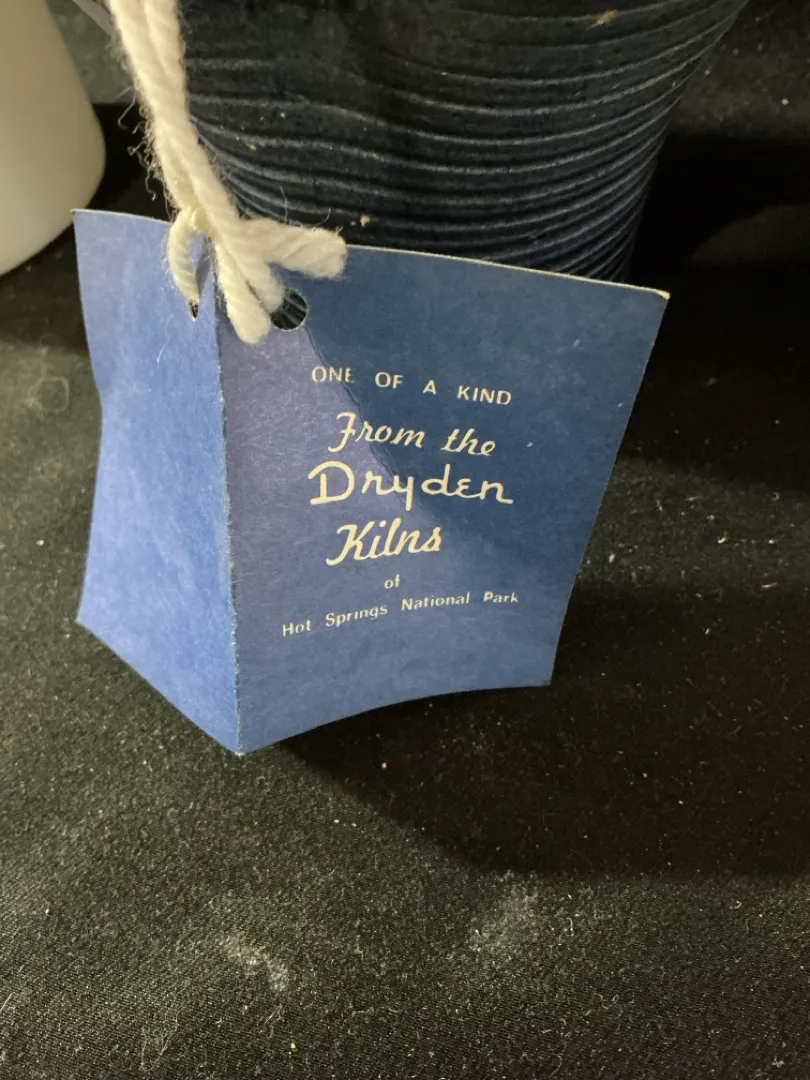 ONE OF A KIND
From the
Dryden
Kilns
of
Hot Springs National Park